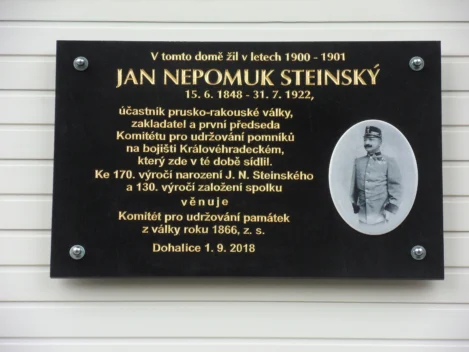 V tomto domě žil v letech 1900 - 1901
JAN NEPOMUK STEINSKÝ
15. 6. 1848 - 31. 7. 1922,
účastník prusko-rakouské války,
zakladatel a první předseda
Komitétu pro udržování pomníků
na bojišti Královéhradeckém,
který zde v té době sídlil.
Ke 170. výročí narození J. N. Steinského
a 130. výročí založení spolku
věnuje
Komitét pro udržování památek
z války roku 1866, z. s.
Dohalice 1. 9. 2018